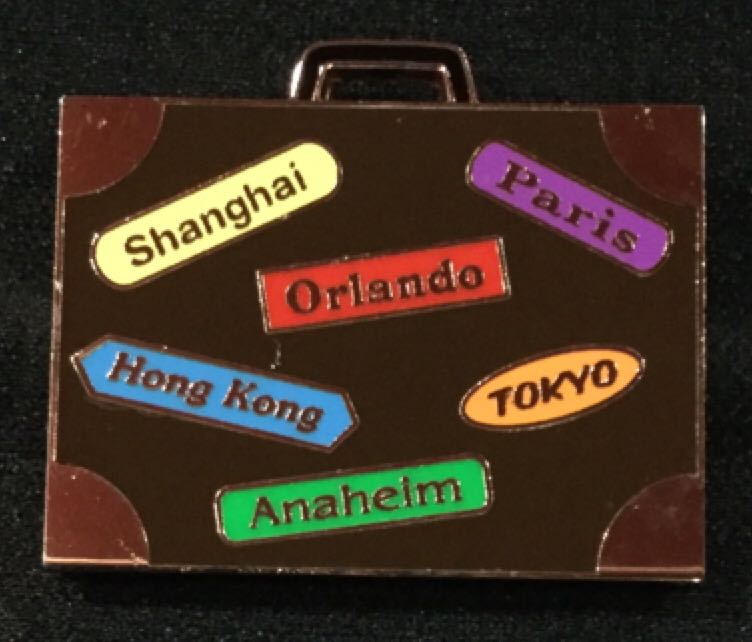 Shanghai
Paris
Orlando
Hong Kong
TOKYO
Anaheim